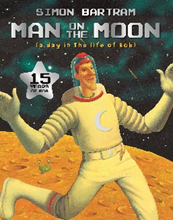 SIMON BARTRAM
MAN ON THE MOON
(a day in the life of Bob)
15
YEARS
OF BOB